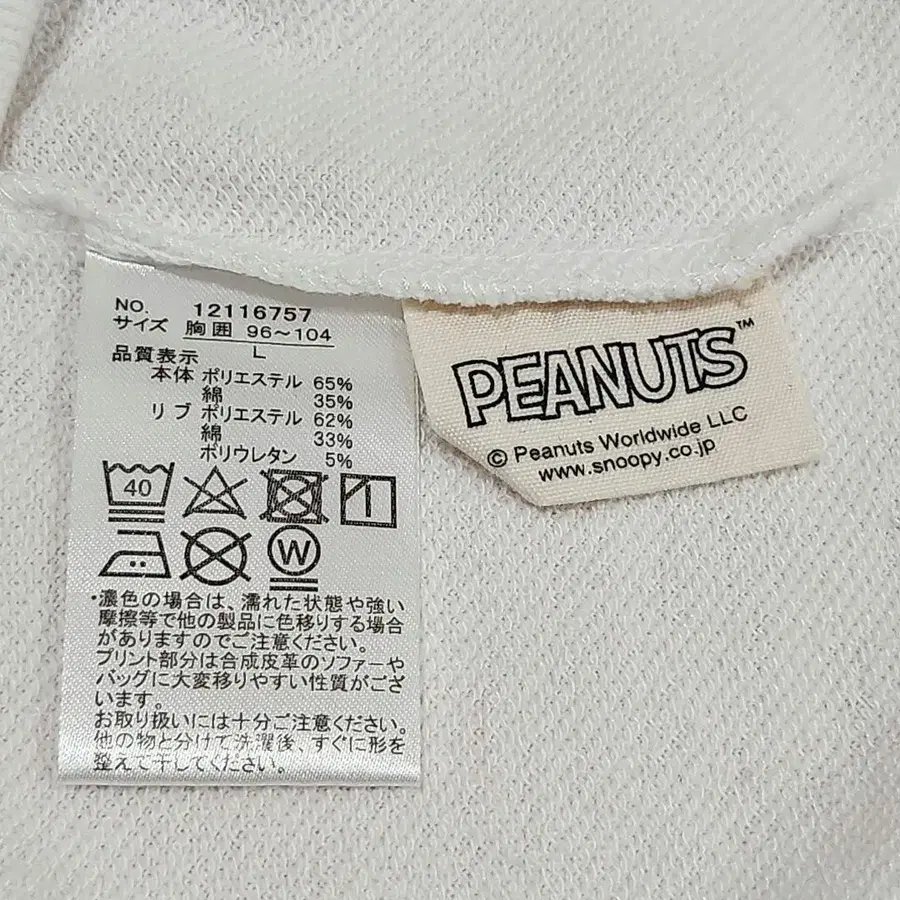 NO. 12116757
サイズ 胸囲 96～104
L
品質表示
本体 ポリエステル 65%
綿 35%
リブ ポリエステル 62%
綿 33%
ポリウレタン 5%
40
W
・濃色の場合は、濡れた状態や強い
摩擦等で他の製品に色移りする場合
がありますのでご注意ください。
プリント部分は合成皮革のソファーや
バッグに大変移りやすい性質がござ
います。
お取り扱いには十分ご注意ください。
他の物と分けて洗濯後、すぐに形を
整えて干してください。
PEANUTS™
© Peanuts Worldwide LLC
www.snoopy.co.jp